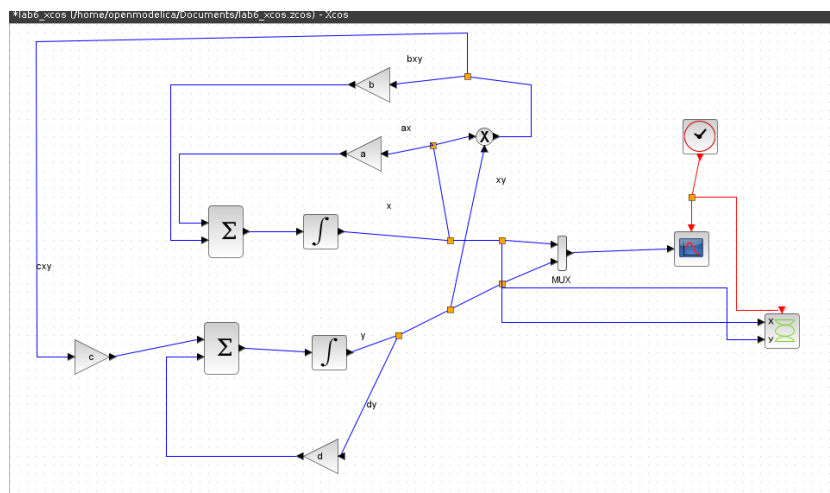 *lab6_xcos (/home/openmodelica/Documents/lab6_xcos.zcos) - Xcos
bxy
b
ax
a
X
xy
x
Σ
∫
MUX
cxy
X
Y
y
Σ
∫
c
dy
d